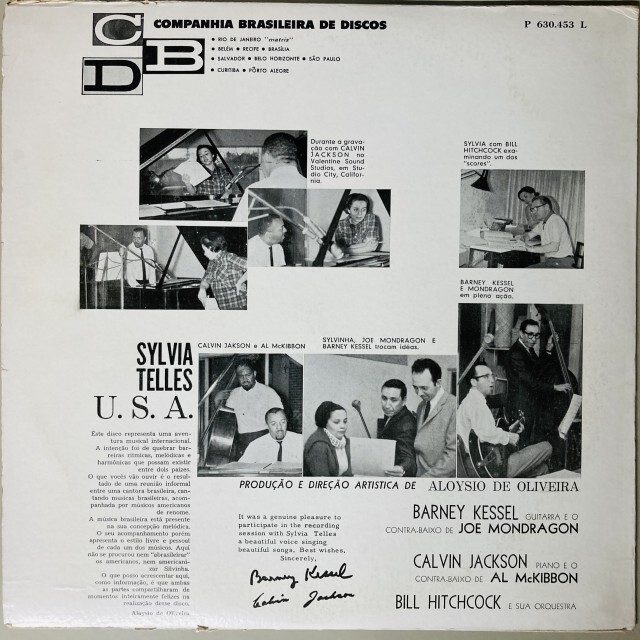 CBD
COMPANHIA BRASILEIRA DE DISCOS
P 630.453 L
• RIO DE JANEIRO "matriz"
• BELÉM • RECIFE • BRASÍLIA
• SALVADOR • BELO HORIZONTE • SÃO PAULO
• CURITIBA • PÔRTO ALEGRE
Durante a grava-
ção com CALVIN
JACKSON na
Valentine Sound
Studios, em Stu-
dio City, Califor-
nia.
SYLVIA com BILL
HITCHCOCK exa-
minando um dos
"scores".
BARNEY KESSEL
E MONDRAGON
em plena ação.
SYLVIA
TELLES
U. S. A.
CALVIN JAKSON e AL McKIBBON
SYLVINHA, JOE MONDRAGON E
BARNEY KESSEL trocam idéias.
Êste disco representa uma aven-
tura musical internacional.
A intenção foi de quebrar bar-
reiras rítmicas, melódicas e
harmônicas que possam existir
entre dois países.
O que vocês vão ouvir é o resul-
tado de uma reunião informal
entre uma cantora brasileira, can-
tando musicas brasileiras, acom-
panhada por musicos americanos
de renome.
A música brasileira está presente
na sua concepção melódica.
O seu acompanhamento porém
apresenta o estilo livre e pessoal
de cada um dos músicos. Aqui
não se procurou nem "abrasileirar"
os americanos, nem americani-
zar Silvinha.
O que posso acrescentar aqui,
como informação, é que ambas
as partes compartilharam de
momentos inteiramente felizes na
realização desse disco.
Aloysio de Oliveira
PRODUÇÃO E DIREÇÃO ARTISTICA DE ALOYSIO DE OLIVEIRA
It was a genuine pleasure to
participate in the recording
session with Sylvia Telles
a beautiful voice singing
beautiful songs, Best wishes,
Sincerely,
Barney Kessel
Calvin Jackson
BARNEY KESSEL GUITARRA E O
CONTRA-BAIXO DE JOE MONDRAGON
CALVIN JACKSON PIANO E O
CONTRA-BAIXO DE AL McKIBBON
BILL HITCHCOCK E SUA ORQUESTRA